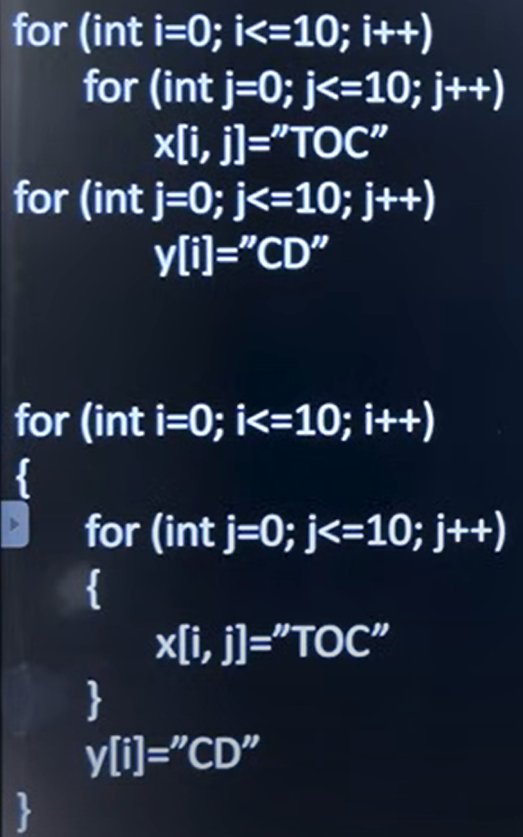 for (int i=0; i<=10; i++)
for (int j=0; j<=10; j++)
x[i, j]=”TOC”
for (int j=0; j<=10; j++)
y[i]=”CD”
for (int i=0; i<=10; i++)
{
for (int j=0; j<=10; j++)
{
x[i, j]=”TOC”
}
y[i]=”CD”
}